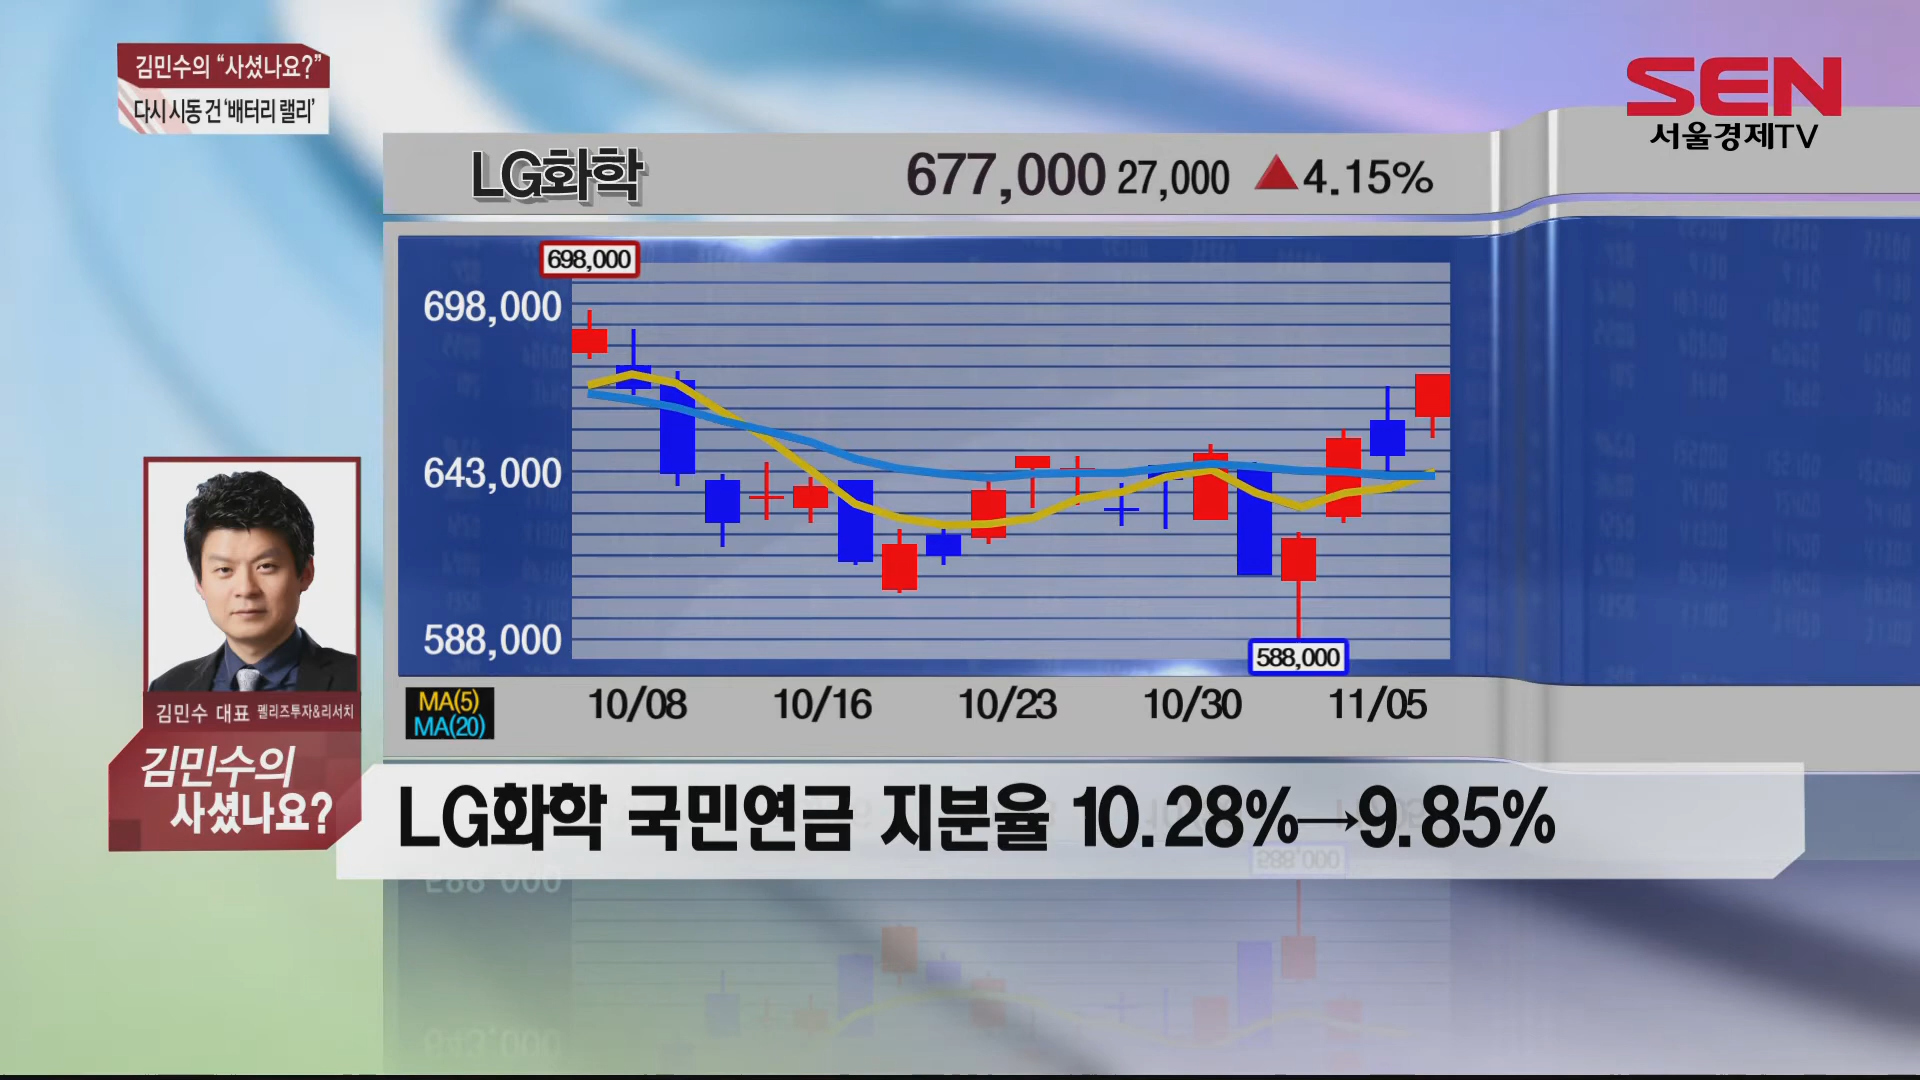 김민수의 “사셨나요?”
다시 시동 건 ‘배터리 랠리’
SEN
서울경제TV
LG화학 677,000 27,000 ▲4.15%
698,000
698,000
643,000
588,000
588,000
MA(5)
MA(20)
10/08 10/16 10/23 10/30 11/05
김민수 대표 펠리즈투자&리서치
김민수의
사셨나요?
LG화학 국민연금 지분율 10.28%→9.85%